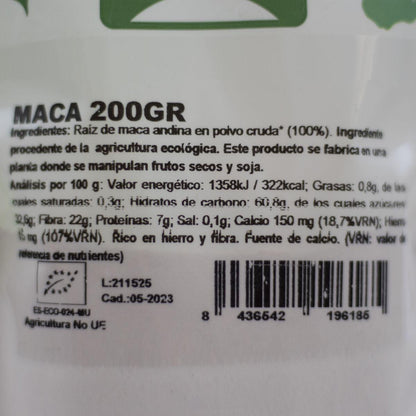 MACA 200GR
Ingredientes: Raiz de maca andina en polvo cruda* (100%). Ingrediente
procedente de la agricultura ecológica. Este producto se fabrica en una
planta donde se manipulan frutos secos y soja.
Análisis por 100 g: Valor energético: 1358kJ / 322kcal; Grasas: 0,8g, de las
cuales saturadas: 0,3g; Hidratos de carbono: 60,8g, de los cuales azucares
32,6g; Fibra: 22g; Proteínas: 7g; Sal: 0,1g; Calcio 150 mg (18,7%VRN); Hierro
15 mg (107%VRN). Rico en hierro y fibra. Fuente de calcio. (VRN: valor de
referencia de nutrientes)
L:211525
Cad.:05-2023
ES-ECO-024-MU
Agricultura No UE
8 436542 196185